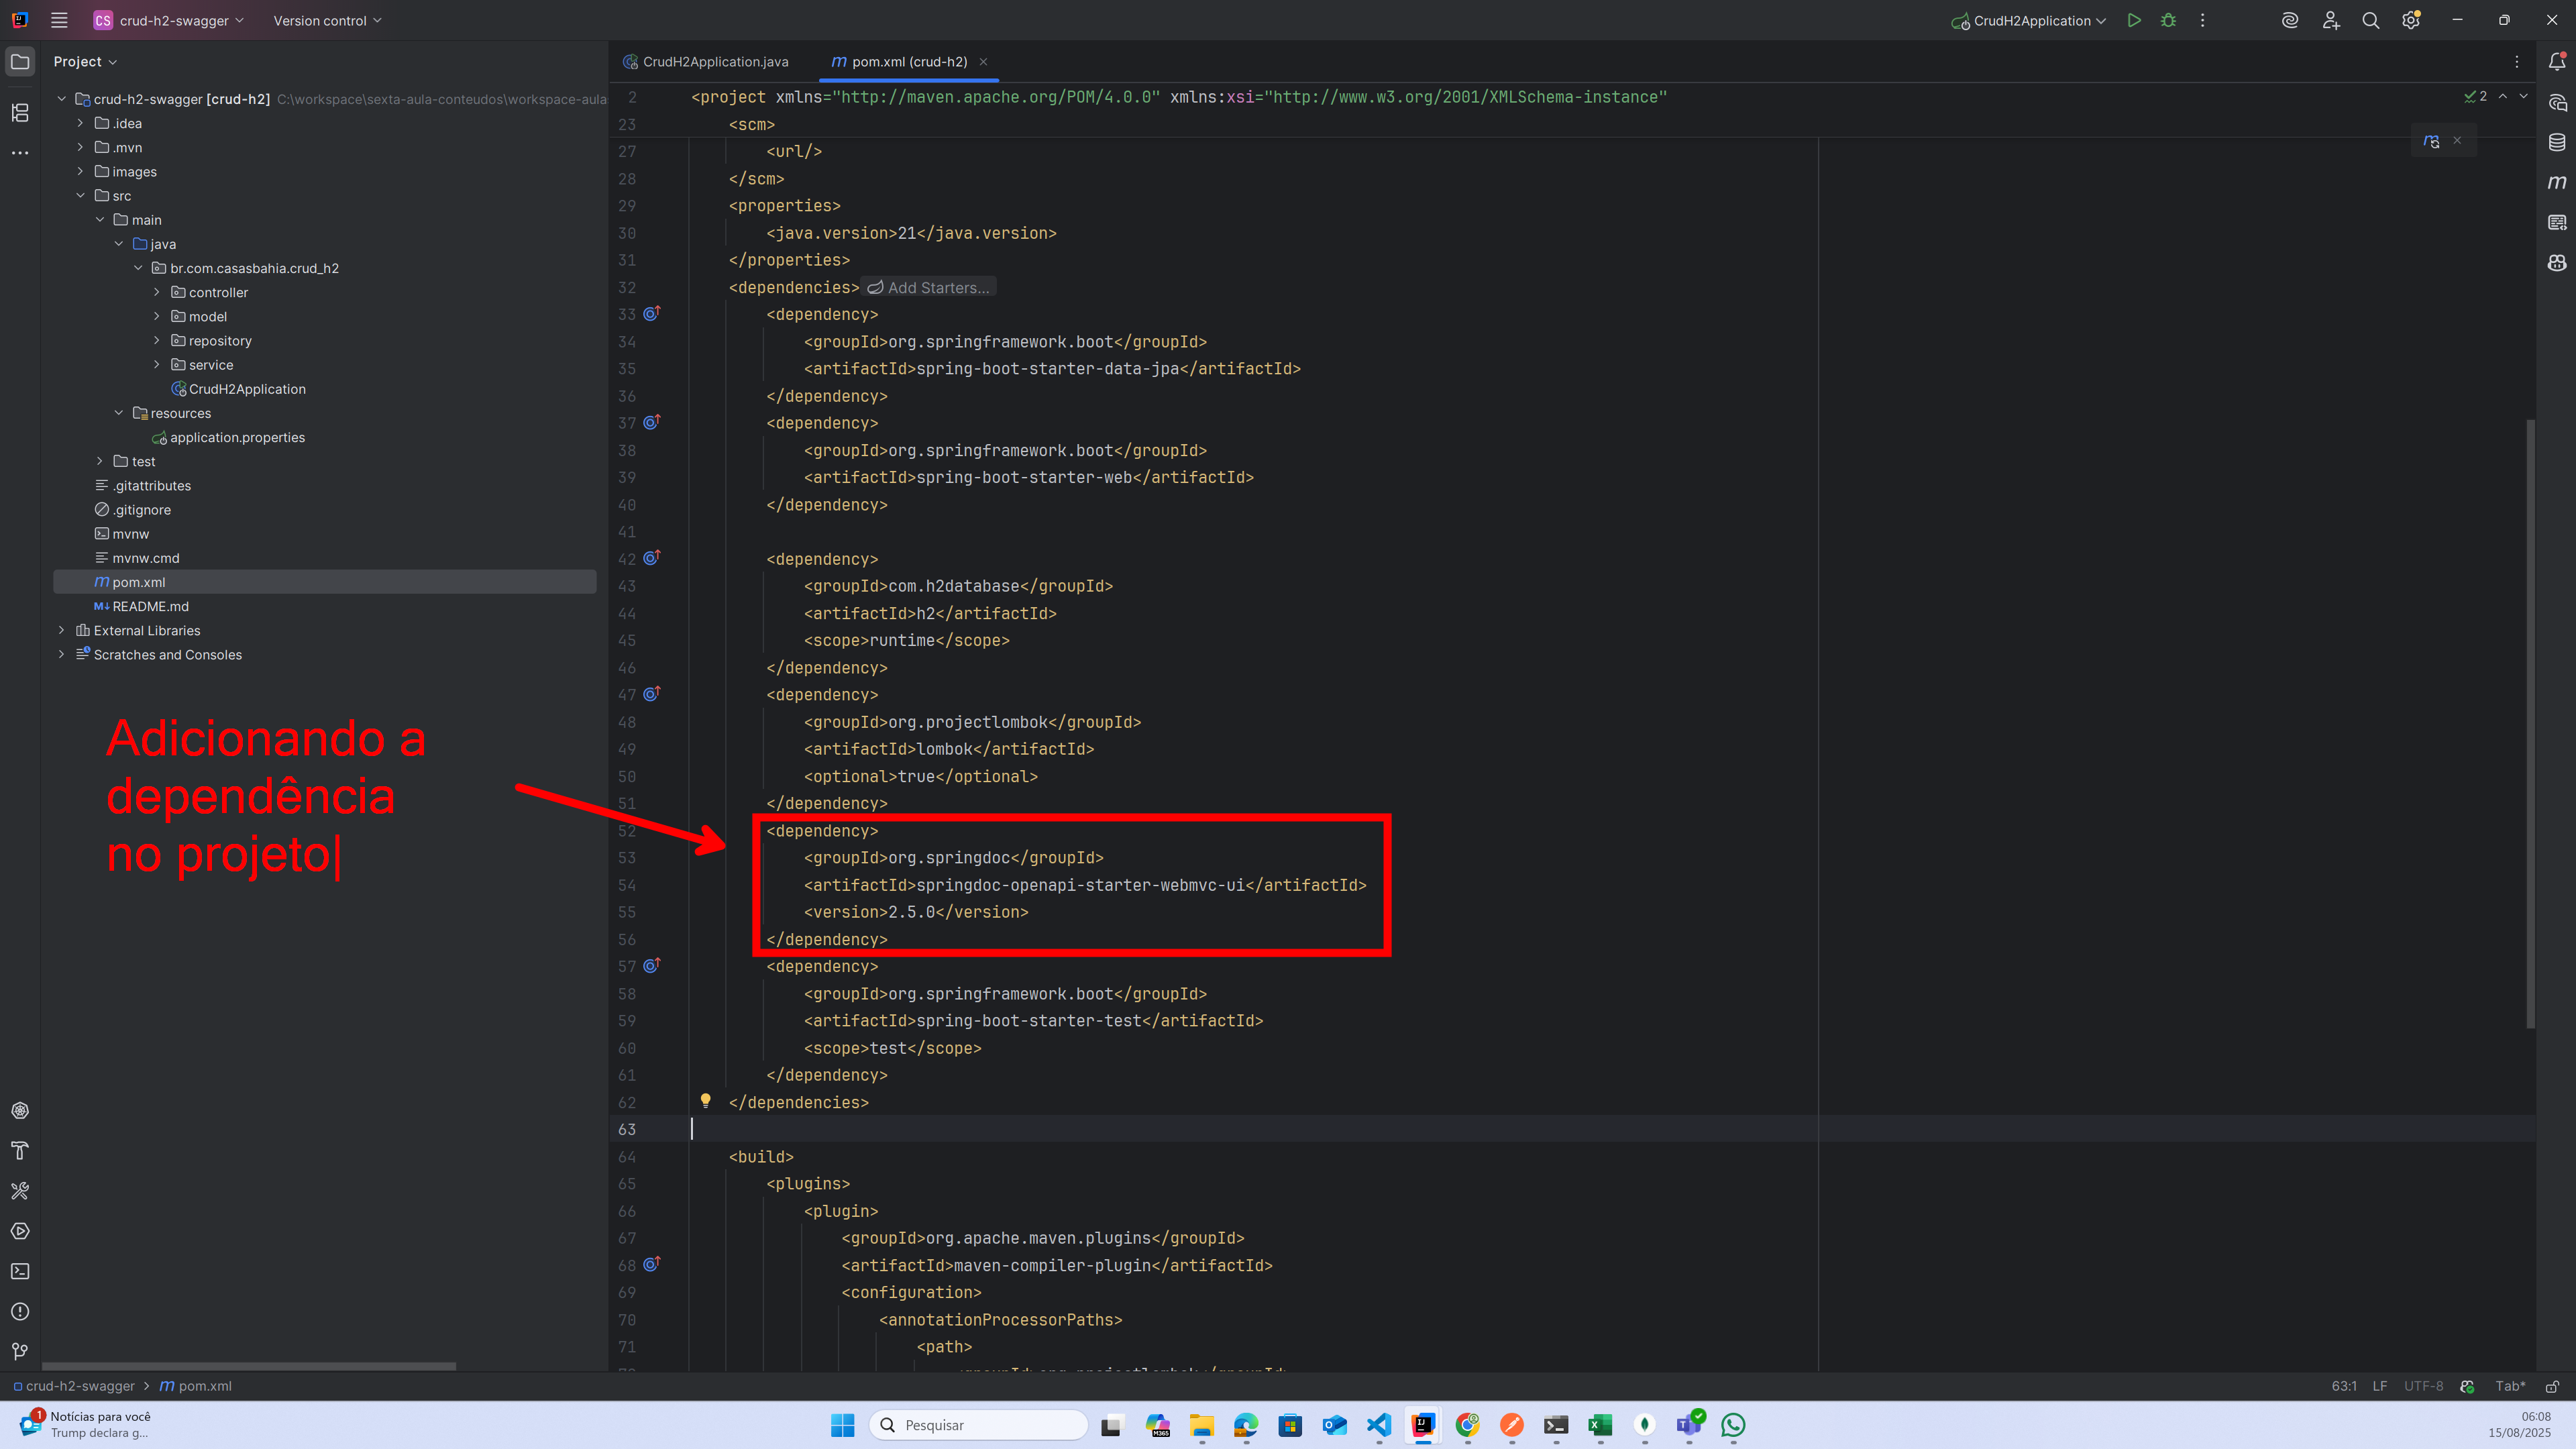 CS crud-h2-swagger Version control CrudH2Application
Project
crud-h2-swagger [crud-h2] C:\workspace\sexta-aula-conteudos\workspace-aula
.idea
.mvn
images
src
main
java
br.com.casasbahia.crud_h2
controller
model
repository
service
CrudH2Application
resources
application.properties
test
.gitattributes
.gitignore
mvnw
mvnw.cmd
m pom.xml
M↓ README.md
External Libraries
Scratches and Consoles
Adicionando a
dependência
no projeto|
CrudH2Application.java m pom.xml (crud-h2)
2 <project xmlns="http://maven.apache.org/POM/4.0.0" xmlns:xsi="http://www.w3.org/2001/XMLSchema-instance" 2
23 <scm>
27 <url/>
28 </scm>
29 <properties>
30 <java.version>21</java.version>
31 </properties>
32 <dependencies> Add Starters...
33 <dependency>
34 <groupId>org.springframework.boot</groupId>
35 <artifactId>spring-boot-starter-data-jpa</artifactId>
36 </dependency>
37 <dependency>
38 <groupId>org.springframework.boot</groupId>
39 <artifactId>spring-boot-starter-web</artifactId>
40 </dependency>
41
42 <dependency>
43 <groupId>com.h2database</groupId>
44 <artifactId>h2</artifactId>
45 <scope>runtime</scope>
46 </dependency>
47 <dependency>
48 <groupId>org.projectlombok</groupId>
49 <artifactId>lombok</artifactId>
50 <optional>true</optional>
51 </dependency>
52 <dependency>
53 <groupId>org.springdoc</groupId>
54 <artifactId>springdoc-openapi-starter-webmvc-ui</artifactId>
55 <version>2.5.0</version>
56 </dependency>
57 <dependency>
58 <groupId>org.springframework.boot</groupId>
59 <artifactId>spring-boot-starter-test</artifactId>
60 <scope>test</scope>
61 </dependency>
62 </dependencies>
63
64 <build>
65 <plugins>
66 <plugin>
67 <groupId>org.apache.maven.plugins</groupId>
68 <artifactId>maven-compiler-plugin</artifactId>
69 <configuration>
70 <annotationProcessorPaths>
71 <path>
crud-h2-swagger > m pom.xml 63:1 LF UTF-8 Tab*
1 Notícias para você
Trump declara g...
Pesquisar
M365
06:08
15/08/2025